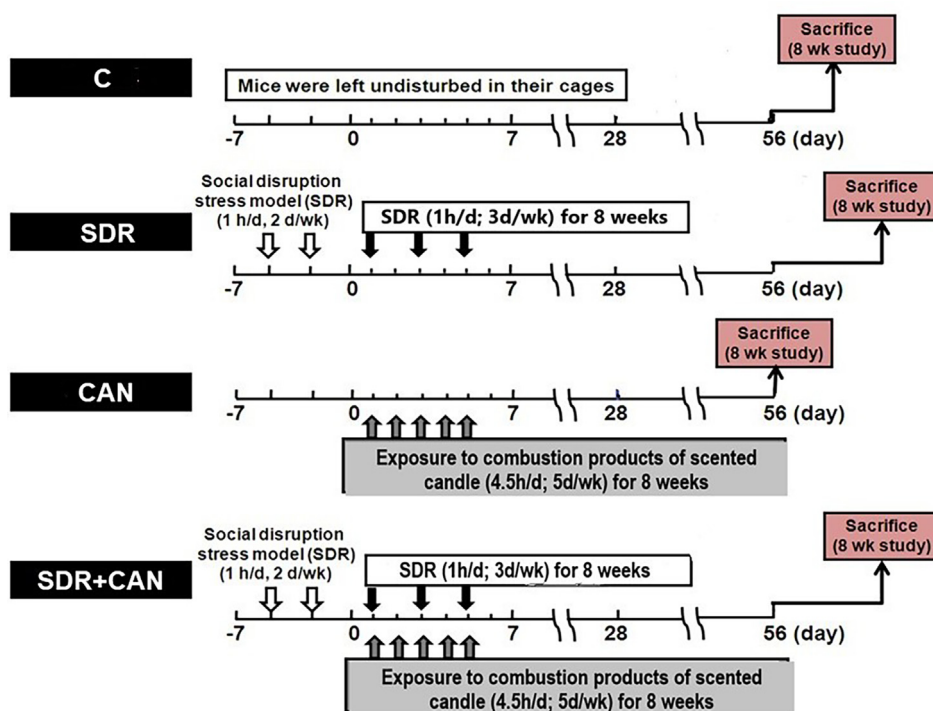 Sacrifice
(8 wk study)
C
Mice were left undisturbed in their cages
-7 0 7 28 56 (day)
Social disruption
stress model (SDR)
(1 h/d, 2 d/wk)
Sacrifice
(8 wk study)
SDR
SDR (1h/d; 3d/wk) for 8 weeks
-7 0 7 28 56 (day)
Sacrifice
(8 wk study)
CAN
-7 0 7 28 56 (day)
Exposure to combustion products of scented
candle (4.5h/d; 5d/wk) for 8 weeks
Social disruption
stress model (SDR)
(1 h/d, 2 d/wk)
Sacrifice
(8 wk study)
SDR+CAN
SDR (1h/d; 3d/wk) for 8 weeks
-7 0 7 28 56 (day)
Exposure to combustion products of scented
candle (4.5h/d; 5d/wk) for 8 weeks